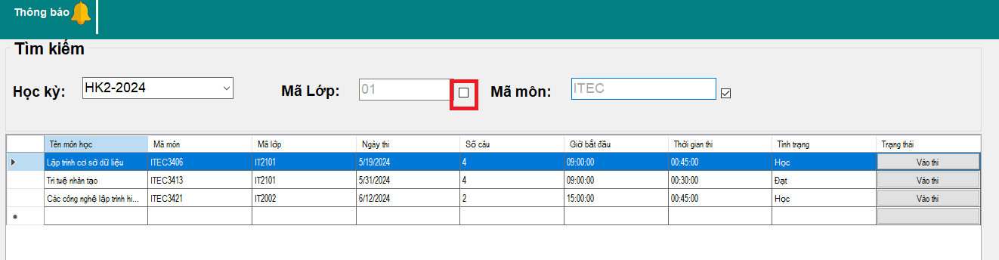 Thông báo
Tìm kiếm
Học kỳ: HK2-2024 Mã Lớp: 01 Mã môn: ITEC
Tên môn học Mã môn Mã lớp Ngày thi Số câu Giờ bắt đầu Thời gian thi Tình trạng Trạng thái
Lập trình cơ sở dữ liệu ITEC3406 IT2101 5/19/2024 4 09:00:00 00:45:00 Học Vào thi
Trí tuệ nhân tạo ITEC3413 IT2101 5/31/2024 4 09:00:00 00:30:00 Đạt Vào thi
Các công nghệ lập trình hi... ITEC3421 IT2002 6/12/2024 2 15:00:00 00:45:00 Học Vào thi